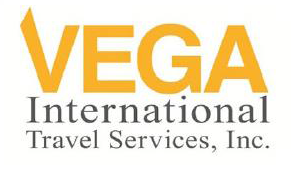 VEGA
International
Travel Services, Inc.